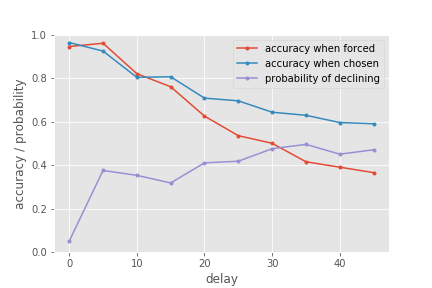 1.0
0.8
0.6
0.4
0.2
0.0
accuracy / probability
accuracy when forced
accuracy when chosen
probability of declining
0 10 20 30 40
delay